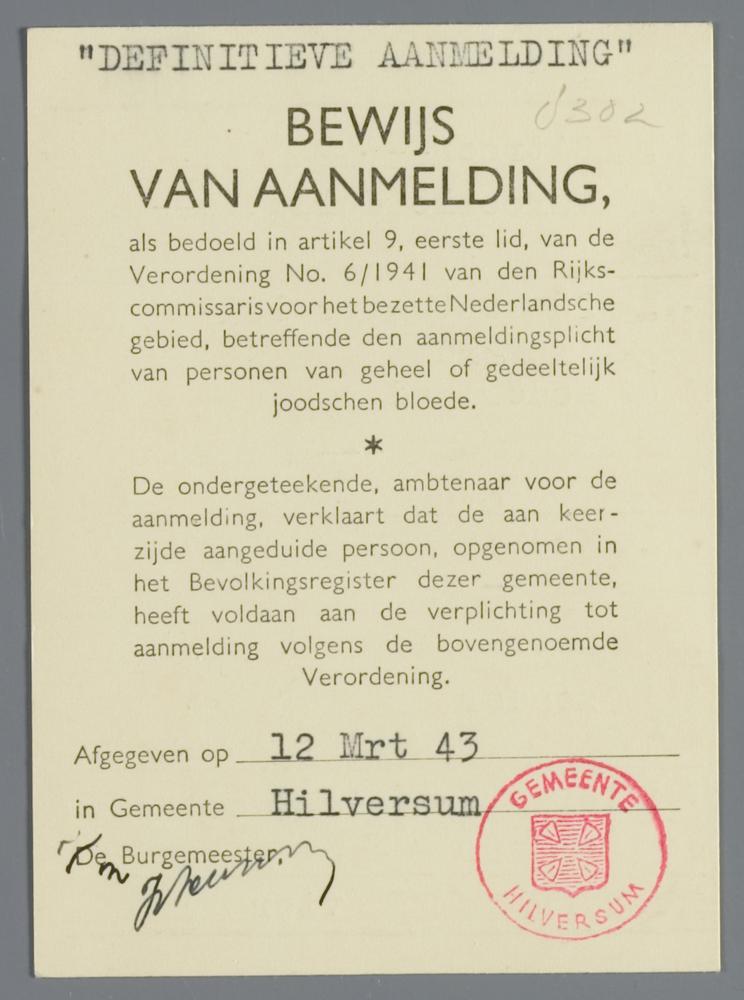 "DEFINITIEVE AANMELDING"
BEWIJS
VAN AANMELDING,
als bedoeld in artikel 9, eerste lid, van de
Verordening No. 6/1941 van den Rijks-
commissaris voor het bezette Nederlandsche
gebied, betreffende den aanmeldingsplicht
van personen van geheel of gedeeltelijk
joodschen bloede.
*
De ondergeteekende, ambtenaar voor de
aanmelding, verklaart dat de aan keer-
zijde aangeduide persoon, opgenomen in
het Bevolkingsregister dezer gemeente,
heeft voldaan aan de verplichting tot
aanmelding volgens de bovengenoemde
Verordening.
Afgegeven op 12 Mrt 43
in Gemeente Hilversum
De Burgemeester,
GEMEENTE
HILVERSUM